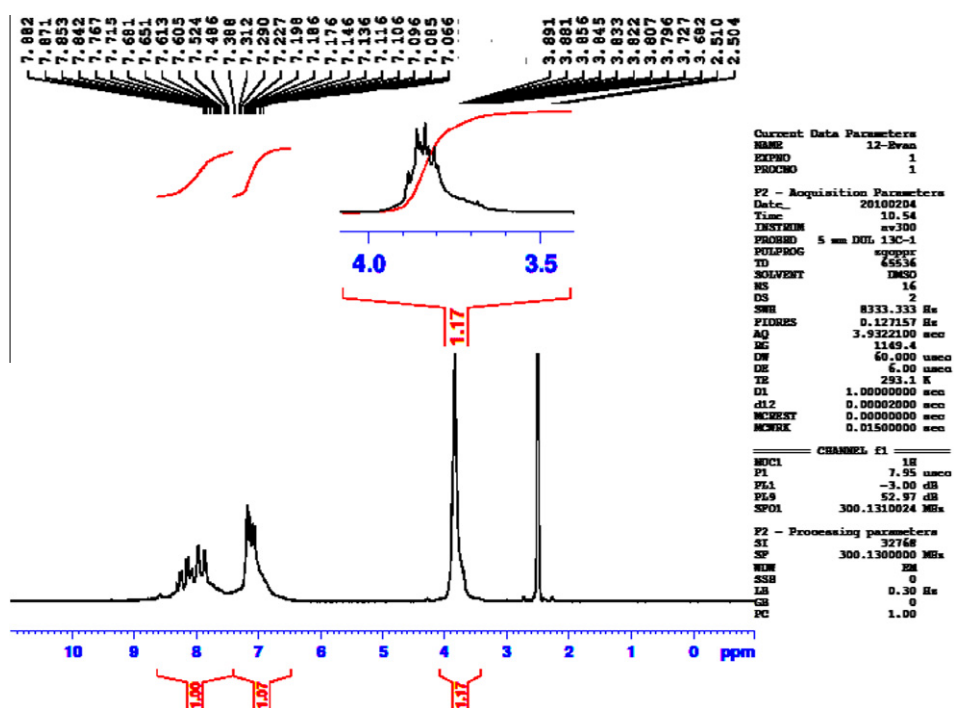 7.882
7.871
7.853
7.842
7.767
7.715
7.681
7.651
7.613
7.605
7.524
7.486
7.388
7.312
7.290
7.227
7.198
7.186
7.176
7.146
7.136
7.116
7.106
7.096
7.085
7.066
3.891
3.881
3.856
3.845
3.833
3.822
3.807
3.796
3.727
3.682
2.510
2.504
4.0 3.5
1.17
Current Data Parameters
NAME 12-Evan
EXPNO 1
PROCNO 1
F2 - Acquisition Parameters
Date_ 20100204
Time 10.54
INSTRUM av300
PROBHD 5 mm DUL 13C-1
PULPROG zgoppr
TD 65536
SOLVENT DMSO
NS 16
DS 2
SWH 8333.333 Hz
FIDRES 0.127157 Hz
AQ 3.9322100 sec
RG 1149.4
DW 60.000 usec
DE 6.00 usec
TE 293.1 K
D1 1.00000000 sec
d12 0.00002000 sec
MCREST 0.00000000 sec
MCWRK 0.01500000 sec
CHANNEL f1
NUC1 1H
P1 7.95 usec
PL1 -3.00 dB
PL9 52.97 dB
SFO1 300.1310024 MHz
F2 - Processing parameters
SI 32768
SF 300.1300000 MHz
WDW EM
SSB 0
LB 0.30 Hz
GB 0
PC 1.00
10 9 8 7 6 5 4 3 2 1 0 ppm
1.00 1.07 1.17